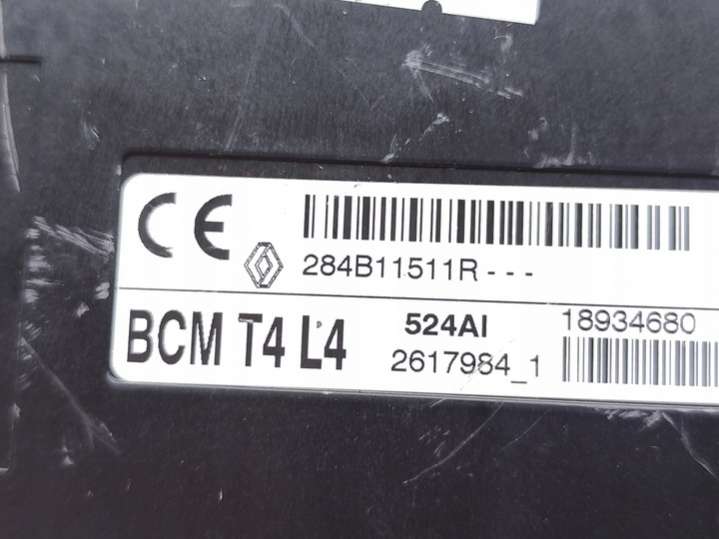 CE
284B11511R - - -
BCM T4 L4
524AI
18934680
2617984_1